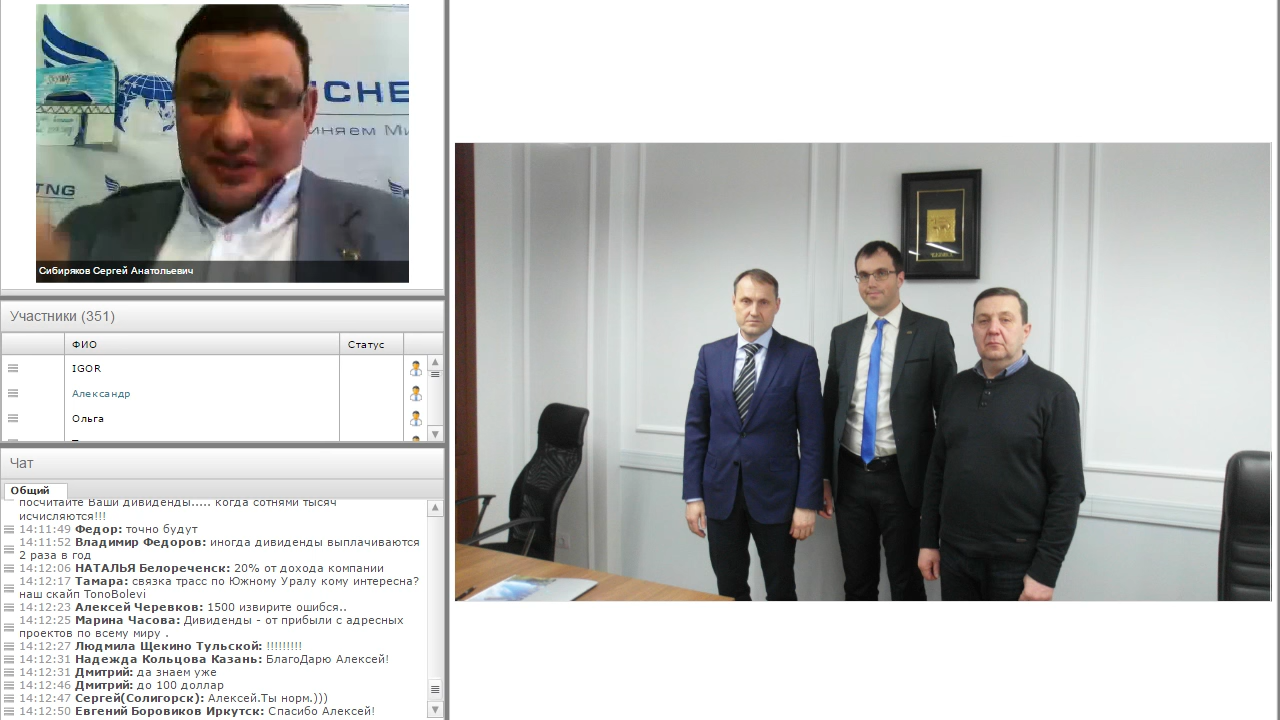 CHE
иняем Ми
TNG
Сибиряков Сергей Анатольевич
Участники (351)
ФИО
Статус
IGOR
Александр
Ольга
Чат
Общий
посчитайте Ваши дивиденды..... когда сотнями тысяч
исчисляются!!!
14:11:49 Федор: точно будут
14:11:52 Владимир Федоров: иногда дивиденды выплачиваются
2 раза в год
14:12:06 НАТАЛЬЯ Белореченск: 20% от дохода компании
14:12:17 Тамара: связка трасс по Южному Уралу кому интересна?
наш скайп TonoBolevi
14:12:23 Алексей Черевков: 1500 извирите ошибся..
14:12:25 Марина Часова: Дивиденды - от прибыли с адресных
проектов по всему миру .
14:12:27 Людмила Щекино Тульской: !!!!!!!!!
14:12:31 Надежда Кольцова Казань: БлагоДарю Алексей!
14:12:31 Дмитрий: да знаем уже
14:12:46 Дмитрий: до 100 доллар
14:12:47 Сергей(Солигорск): Алексей.Ты норм.)))
14:12:50 Евгений Боровиков Иркутск: Спасибо Алексей!